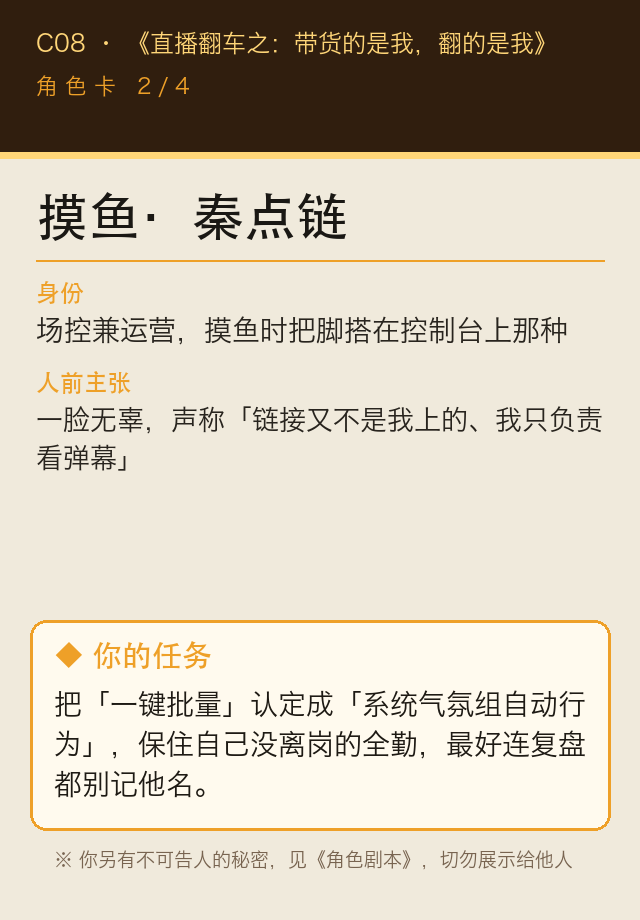 C08 · 《直播翻车之：带货的是我，翻的是我》
角色卡 2/4
摸鱼· 秦点链
身份
场控兼运营，摸鱼时把脚搭在控制台上那种
人前主张
一脸无辜，声称「链接又不是我上的、我只负责
看弹幕」
◆ 你的任务
把「一键批量」认定成「系统气氛组自动行
为」，保住自己没离岗的全勤，最好连复盘
都别记他名。
※ 你另有不可告人的秘密，见《角色剧本》，切勿展示给他人